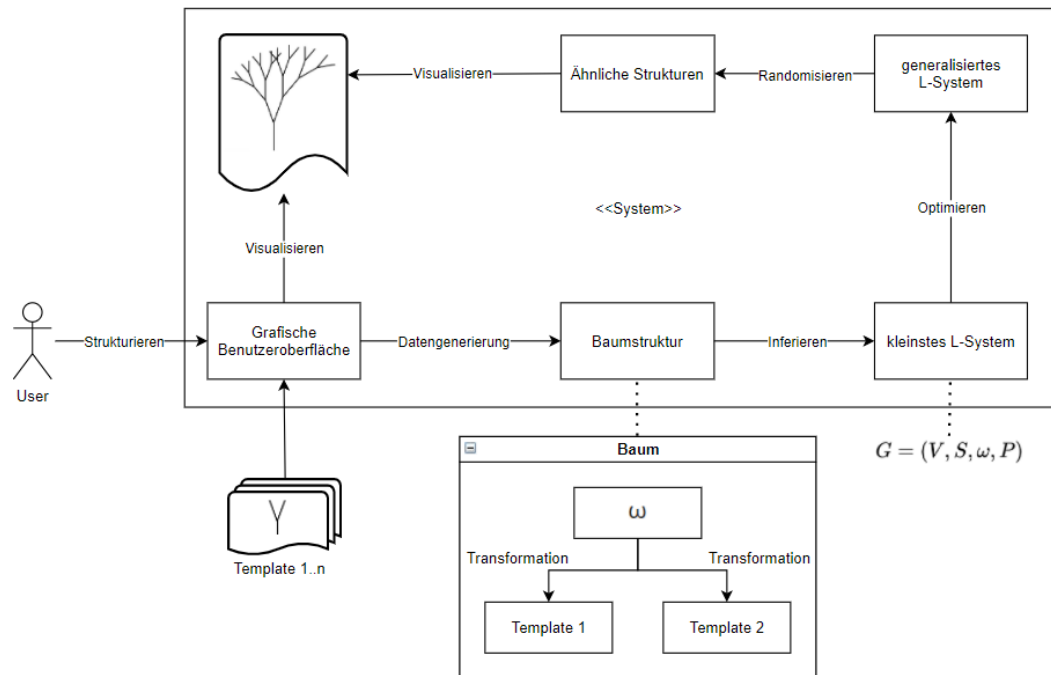 Visualisieren
Ähnliche Strukturen
Randomisieren
generalisiertes
L-System
<<System>>
Optimieren
Visualisieren
User
Strukturieren
Grafische
Benutzeroberfläche
Datengenerierung
Baumstruktur
Inferieren
kleinstes L-System
G = (V, S, ω, P)
Template 1..n
Baum
ω
Transformation
Transformation
Template 1
Template 2